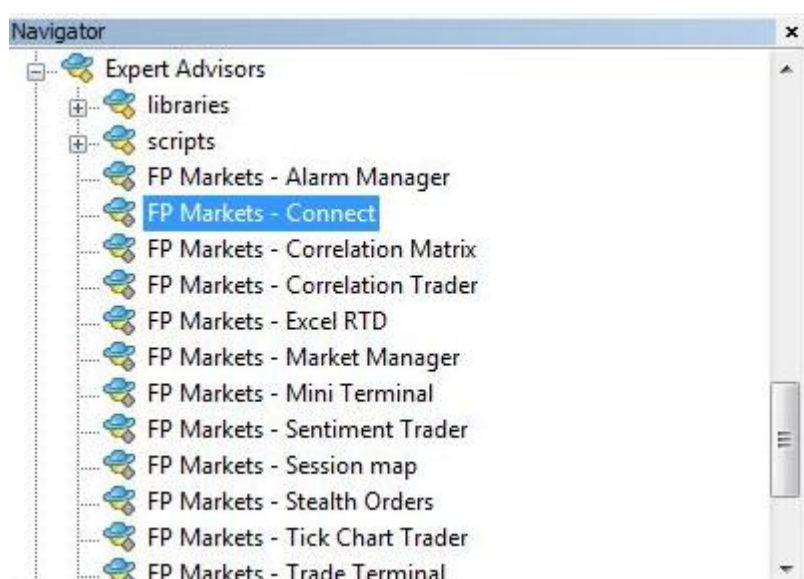 Navigator
Expert Advisors
libraries
scripts
FP Markets - Alarm Manager
FP Markets - Connect
FP Markets - Correlation Matrix
FP Markets - Correlation Trader
FP Markets - Excel RTD
FP Markets - Market Manager
FP Markets - Mini Terminal
FP Markets - Sentiment Trader
FP Markets - Session map
FP Markets - Stealth Orders
FP Markets - Tick Chart Trader
FP Markets - Trade Terminal